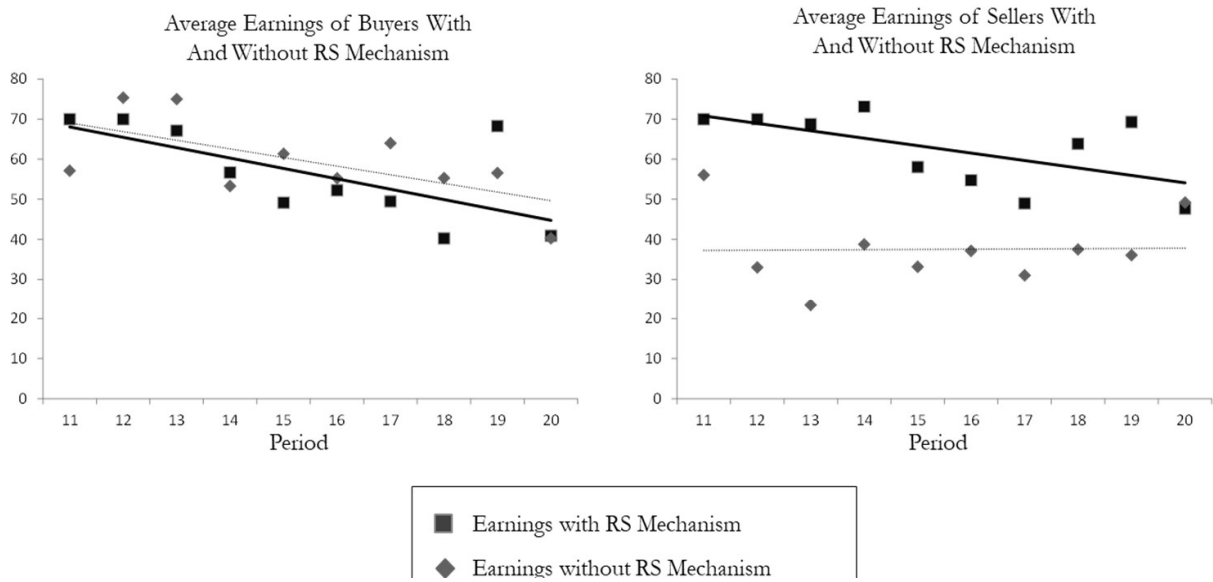 Average Earnings of Buyers With
And Without RS Mechanism
80
70
60
50
40
30
20
10
0
11 12 13 14 15 16 17 18 19 20
Period
Average Earnings of Sellers With
And Without RS Mechanism
80
70
60
50
40
30
20
10
0
11 12 13 14 15 16 17 18 19 20
Period
Earnings with RS Mechanism
Earnings without RS Mechanism